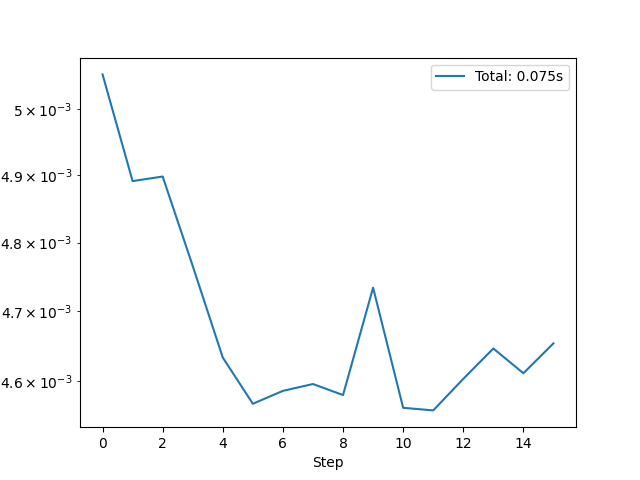 Total: 0.075s
5 × 10⁻³
4.9 × 10⁻³
4.8 × 10⁻³
4.7 × 10⁻³
4.6 × 10⁻³
0 2 4 6 8 10 12 14
Step